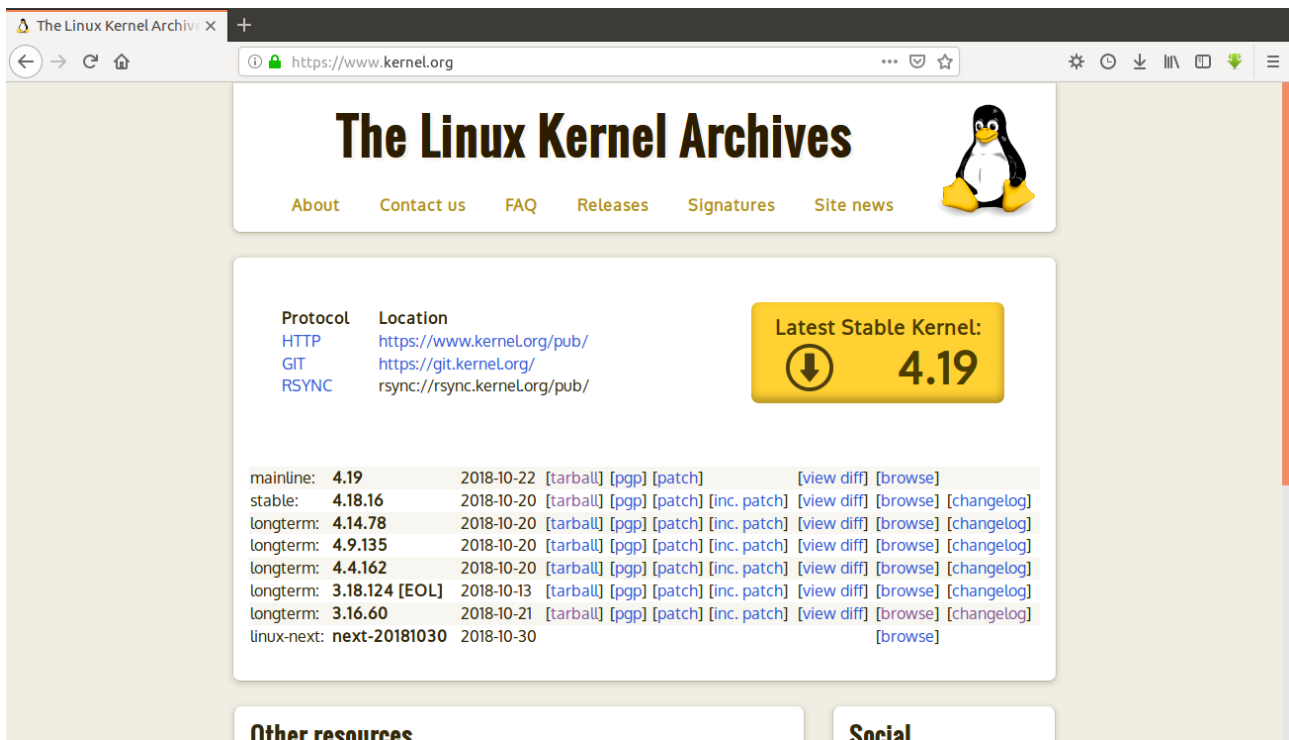 The Linux Kernel Archive
https://www.kernel.org
The Linux Kernel Archives
About Contact us FAQ Releases Signatures Site news
Protocol Location
HTTP https://www.kernel.org/pub/
GIT https://git.kernel.org/
RSYNC rsync://rsync.kernel.org/pub/
Latest Stable Kernel:
4.19
mainline: 4.19 2018-10-22 [tarball] [pgp] [patch] [view diff] [browse]
stable: 4.18.16 2018-10-20 [tarball] [pgp] [patch] [inc. patch] [view diff] [browse] [changelog]
longterm: 4.14.78 2018-10-20 [tarball] [pgp] [patch] [inc. patch] [view diff] [browse] [changelog]
longterm: 4.9.135 2018-10-20 [tarball] [pgp] [patch] [inc. patch] [view diff] [browse] [changelog]
longterm: 4.4.162 2018-10-20 [tarball] [pgp] [patch] [inc. patch] [view diff] [browse] [changelog]
longterm: 3.18.124 [EOL] 2018-10-13 [tarball] [pgp] [patch] [inc. patch] [view diff] [browse] [changelog]
longterm: 3.16.60 2018-10-21 [tarball] [pgp] [patch] [inc. patch] [view diff] [browse] [changelog]
linux-next: next-20181030 2018-10-30 [browse]
Other resources
Social